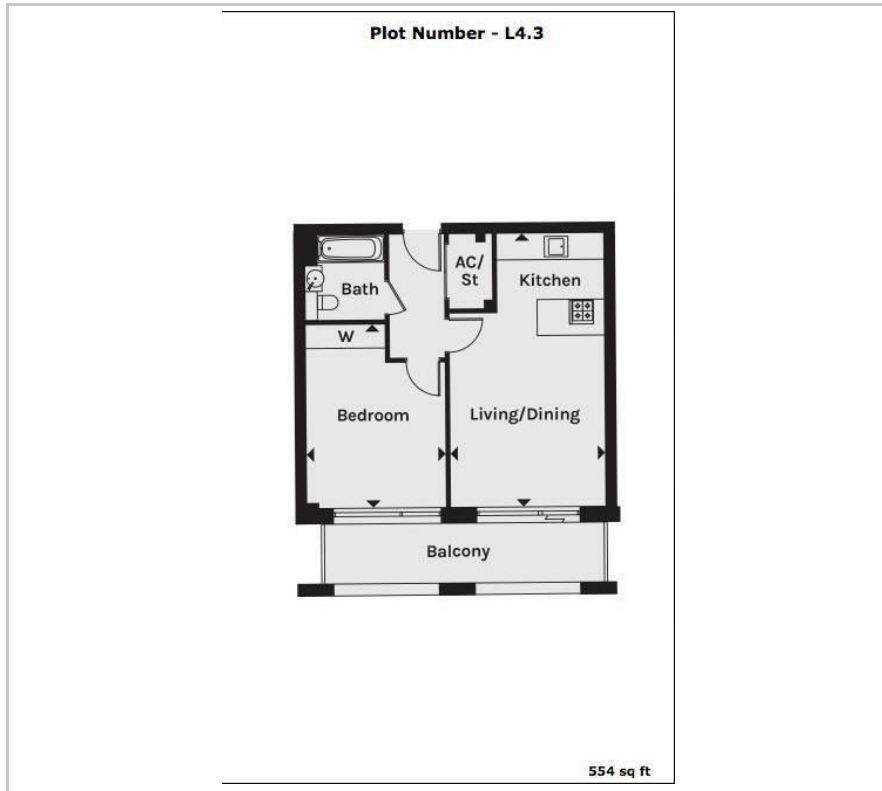 Plot Number - L4.3
AC/
St
Kitchen
Bath
W
Bedroom
Living/Dining
Balcony
554 sq ft